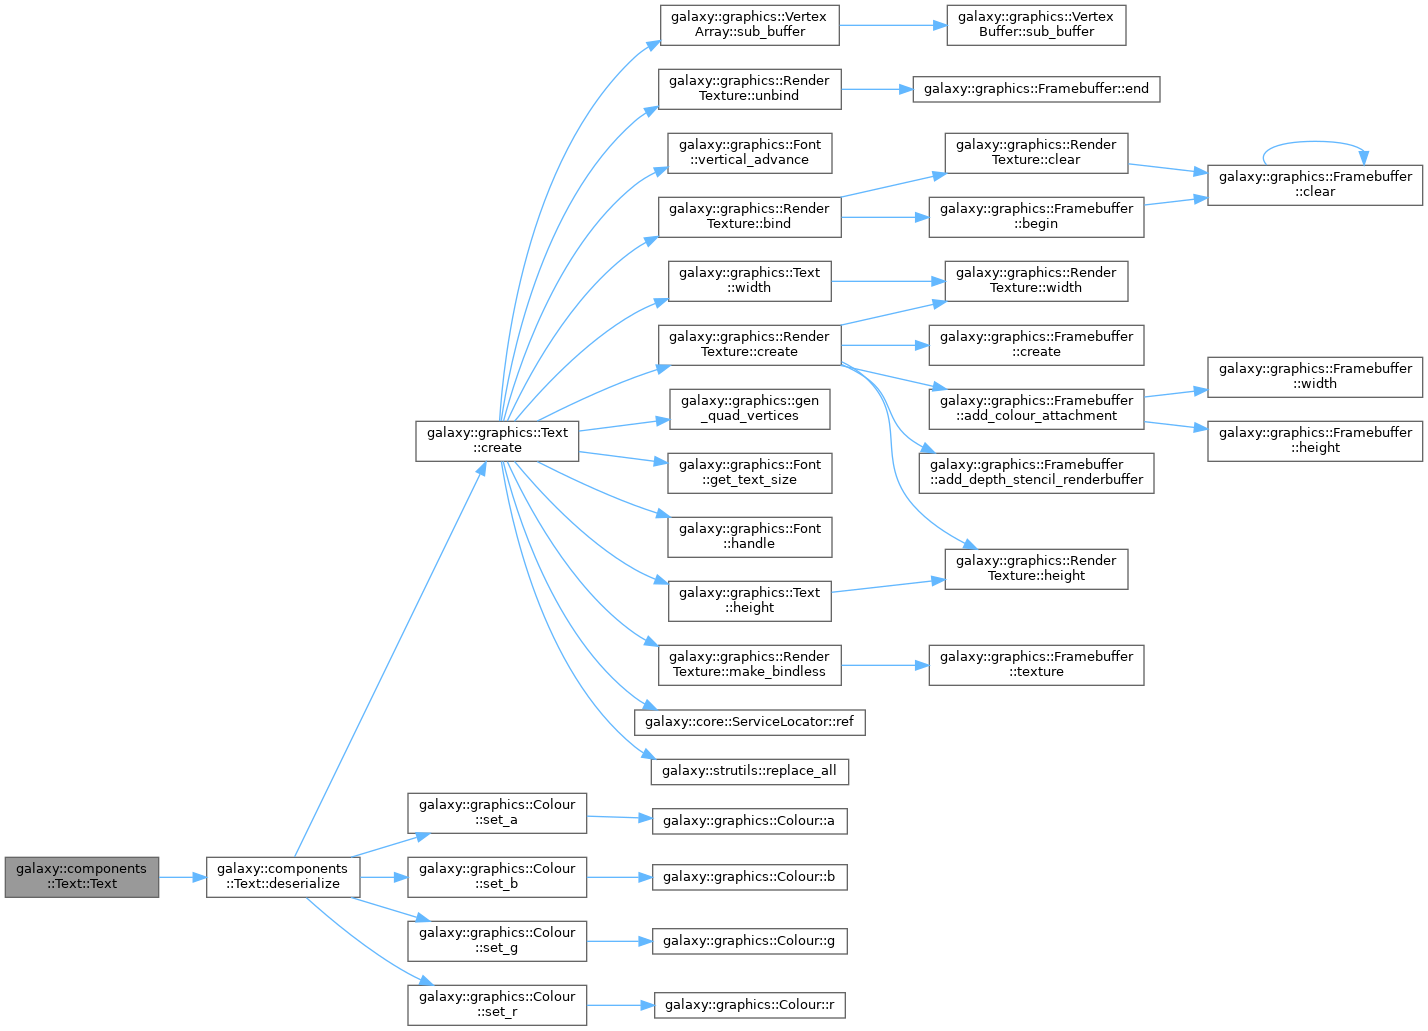 galaxy::components
::Text::Text
galaxy::components
::Text::deserialize
galaxy::graphics::Text
::create
galaxy::graphics::Colour
::set_a
galaxy::graphics::Colour
::set_b
galaxy::graphics::Colour
::set_g
galaxy::graphics::Colour
::set_r
galaxy::graphics::Vertex
Array::sub_buffer
galaxy::graphics::Render
Texture::unbind
galaxy::graphics::Font
::vertical_advance
galaxy::graphics::Render
Texture::bind
galaxy::graphics::Text
::width
galaxy::graphics::Render
Texture::create
galaxy::graphics::gen
_quad_vertices
galaxy::graphics::Font
::get_text_size
galaxy::graphics::Font
::handle
galaxy::graphics::Text
::height
galaxy::graphics::Render
Texture::make_bindless
galaxy::core::ServiceLocator::ref
galaxy::strutils::replace_all
galaxy::graphics::Colour::a
galaxy::graphics::Colour::b
galaxy::graphics::Colour::g
galaxy::graphics::Colour::r
galaxy::graphics::Vertex
Buffer::sub_buffer
galaxy::graphics::Framebuffer::end
galaxy::graphics::Render
Texture::clear
galaxy::graphics::Framebuffer
::begin
galaxy::graphics::Render
Texture::width
galaxy::graphics::Framebuffer
::create
galaxy::graphics::Framebuffer
::add_colour_attachment
galaxy::graphics::Framebuffer
::add_depth_stencil_renderbuffer
galaxy::graphics::Render
Texture::height
galaxy::graphics::Framebuffer
::texture
galaxy::graphics::Framebuffer
::clear
galaxy::graphics::Framebuffer
::width
galaxy::graphics::Framebuffer
::height